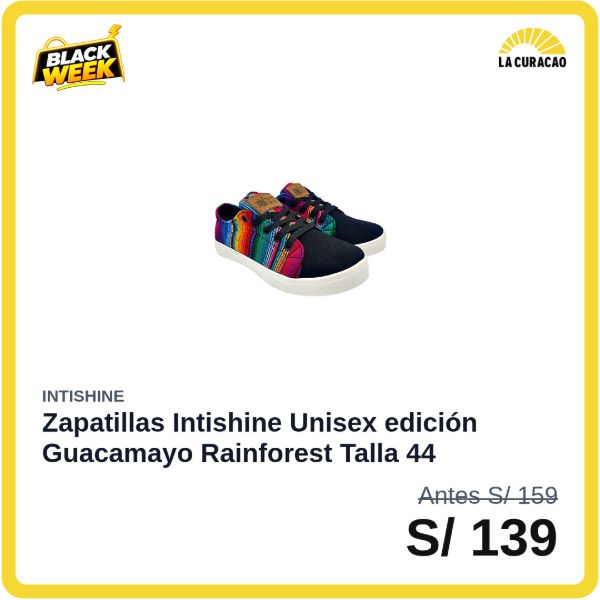 BLACK
WEEK
LA CURACAO
INTISHINE
Zapatillas Intishine Unisex edición
Guacamayo Rainforest Talla 44
Antes S/ 159
S/ 139